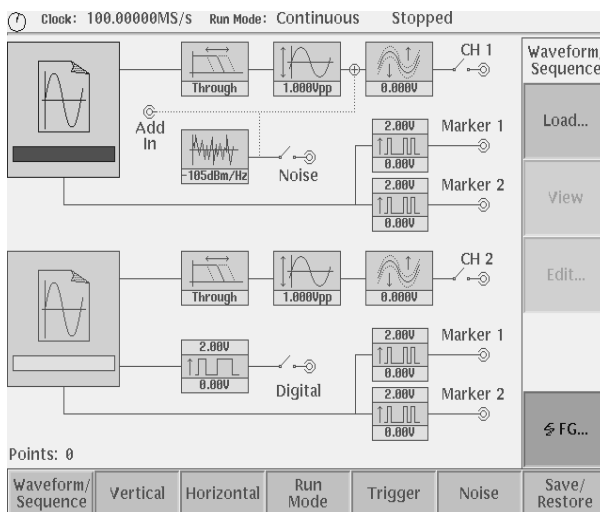 Clock: 100.00000MS/s Run Mode: Continuous Stopped
CH 1
Waveform/
Sequence
Through
1.000Vpp
0.000V
Load...
Add
In
-105dBm/Hz
Noise
2.00V
0.00V
Marker 1
2.00V
0.00V
Marker 2
View
CH 2
Through
1.000Vpp
0.000V
Edit...
2.00V
0.00V
Digital
2.00V
0.00V
Marker 1
2.00V
0.00V
Marker 2
FG...
Points: 0
Waveform/
Sequence
Vertical
Horizontal
Run
Mode
Trigger
Noise
Save/
Restore